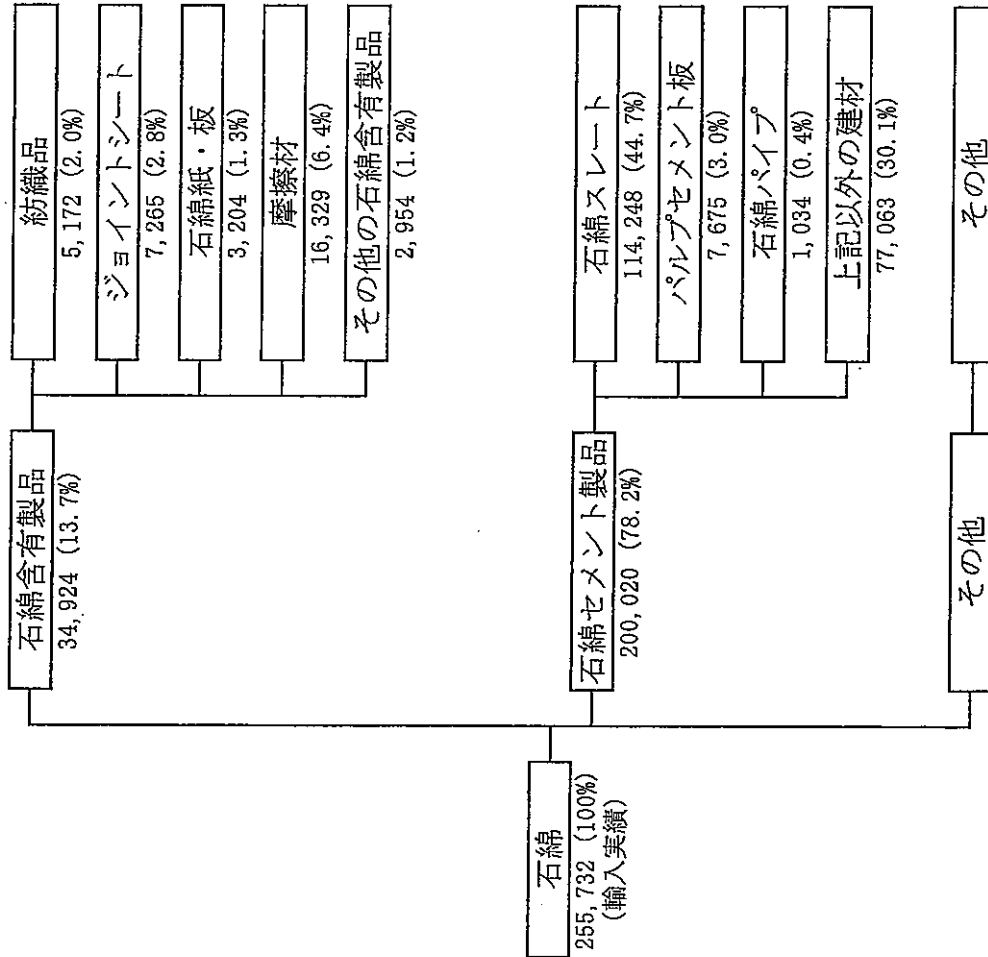 石綿
255,732 (100%)
(輸入実績)
石綿含有製品
34,924 (13.7%)
紡織品
5,172 (2.0%)
ジョイントシート
7,265 (2.8%)
石綿紙・板
3,204 (1.3%)
摩擦材
16,329 (6.4%)
その他の石綿含有製品
2,954 (1.2%)
石綿セメント製品
200,020 (78.2%)
石綿スレート
114,248 (44.7%)
パルプセメント板
7,675 (3.0%)
石綿パイプ
1,034 (0.4%)
上記以外の建材
77,063 (30.1%)
その他
その他